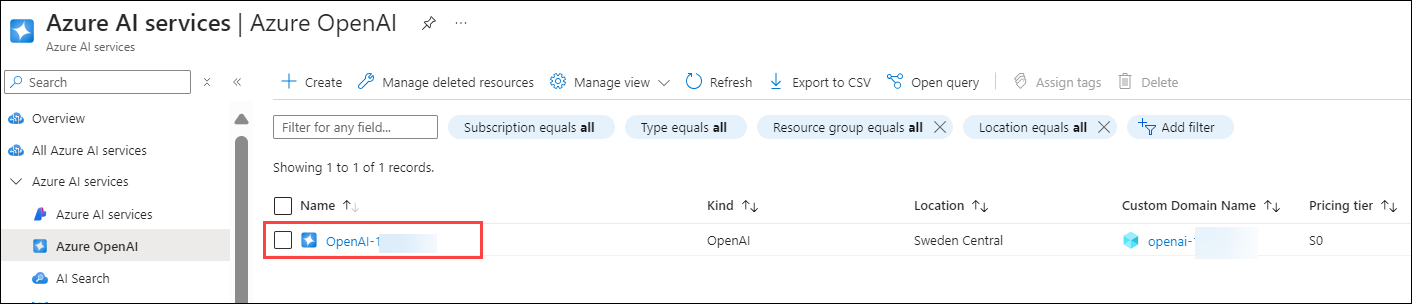 Azure AI services | Azure OpenAI ...
Azure AI services
Search
Create Manage deleted resources Manage view Refresh Export to CSV Open query Assign tags Delete
Overview
All Azure AI services
Azure AI services
Azure AI services
Azure OpenAI
AI Search
Filter for any field... Subscription equals all Type equals all Resource group equals all Location equals all Add filter
Showing 1 to 1 of 1 records.
Name Kind Location Custom Domain Name Pricing tier
OpenAI-1 OpenAI Sweden Central openai- S0